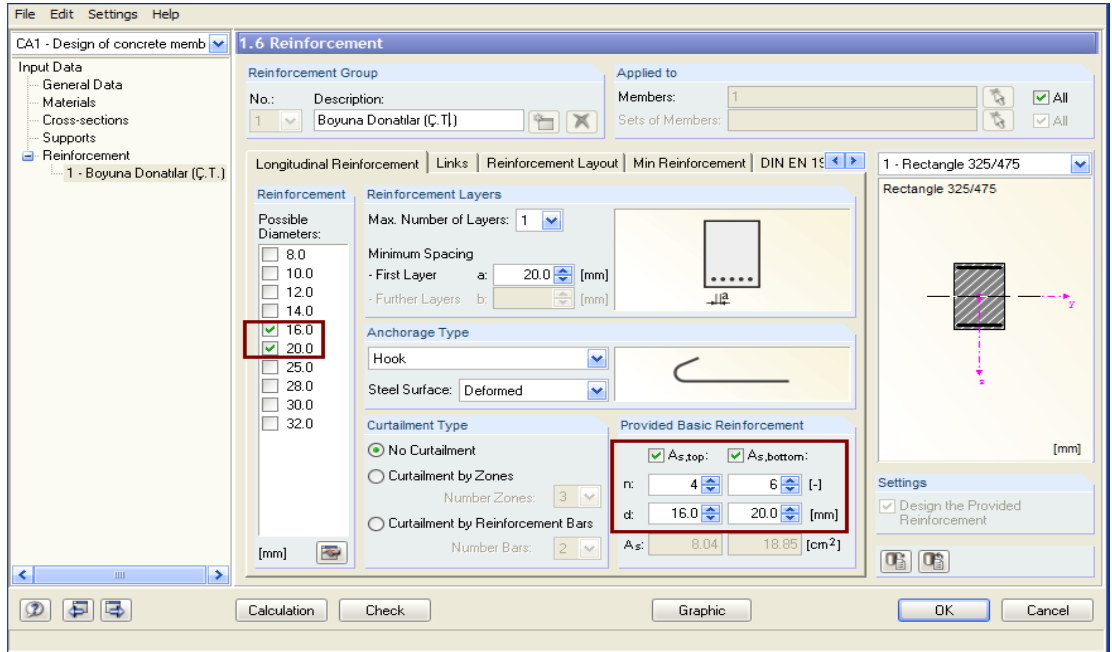 File Edit Settings Help
CA1 - Design of concrete memb
1.6 Reinforcement
Input Data
General Data
Materials
Cross-sections
Supports
Reinforcement
1 - Boyuna Donatılar (Ç.T.)
Reinforcement Group
No.: Description:
1 Boyuna Donatılar (Ç.T.)
Applied to
Members: 1 All
Sets of Members: All
Longitudinal Reinforcement Links Reinforcement Layout Min Reinforcement DIN EN 19
Reinforcement
Possible
Diameters:
8.0
10.0
12.0
14.0
16.0
20.0
25.0
28.0
30.0
32.0
[mm]
Reinforcement Layers
Max. Number of Layers: 1
Minimum Spacing
- First Layer a: 20.0 [mm]
- Further Layers b: [mm]
a
Anchorage Type
Hook
Steel Surface: Deformed
Curtailment Type
No Curtailment
Curtailment by Zones
Number Zones: 3
Curtailment by Reinforcement Bars
Number Bars: 2
Provided Basic Reinforcement
As,top: As,bottom:
n: 4 6 [-]
d: 16.0 20.0 [mm]
As: 8.04 18.85 [cm2]
1 - Rectangle 325/475
Rectangle 325/475
y
z
[mm]
Settings
Design the Provided
Reinforcement
Calculation Check Graphic OK Cancel